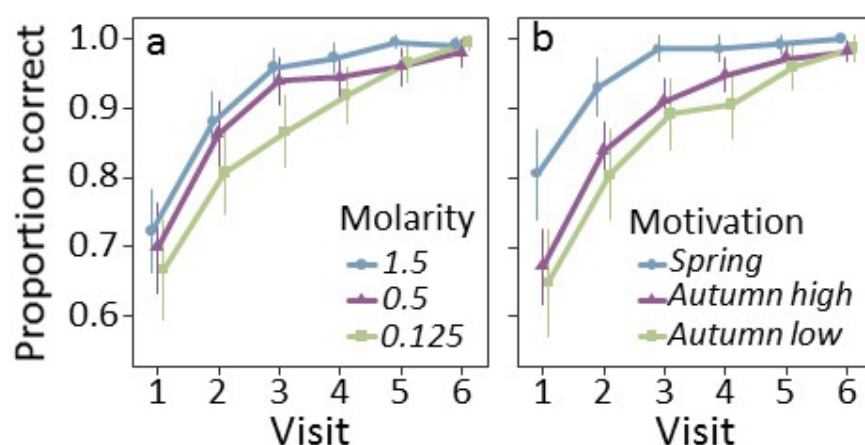 a
b
Proportion correct
1.0
0.9
0.8
0.7
0.6
Molarity
1.5
0.5
0.125
Motivation
Spring
Autumn high
Autumn low
1 2 3 4 5 6
1 2 3 4 5 6
Visit
Visit